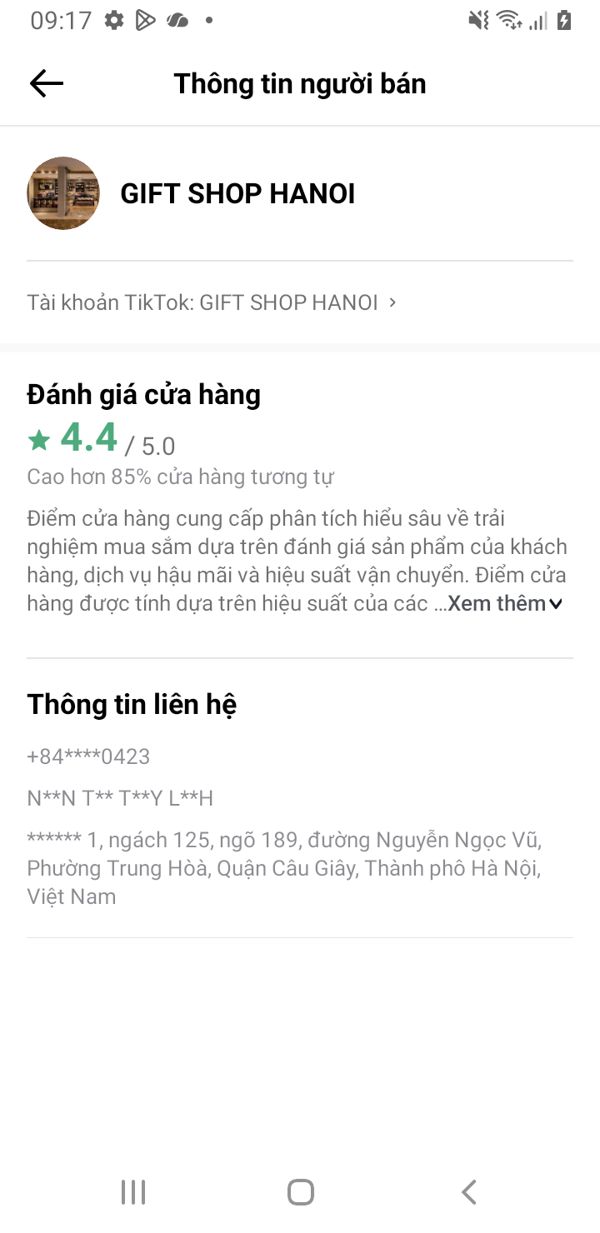 09:17
Thông tin người bán
GIFT SHOP HANOI
Tài khoản TikTok: GIFT SHOP HANOI ›
Đánh giá cửa hàng
★ 4.4 / 5.0
Cao hơn 85% cửa hàng tương tự
Điểm cửa hàng cung cấp phân tích hiểu sâu về trải
nghiệm mua sắm dựa trên đánh giá sản phẩm của khách
hàng, dịch vụ hậu mãi và hiệu suất vận chuyển. Điểm cửa
hàng được tính dựa trên hiệu suất của các ...Xem thêm
Thông tin liên hệ
+84****0423
N**N T** T**Y L**H
****** 1, ngách 125, ngõ 189, đường Nguyễn Ngọc Vũ,
Phường Trung Hòà, Quận Câu Giây, Thành phô Hà Nội,
Việt Nam